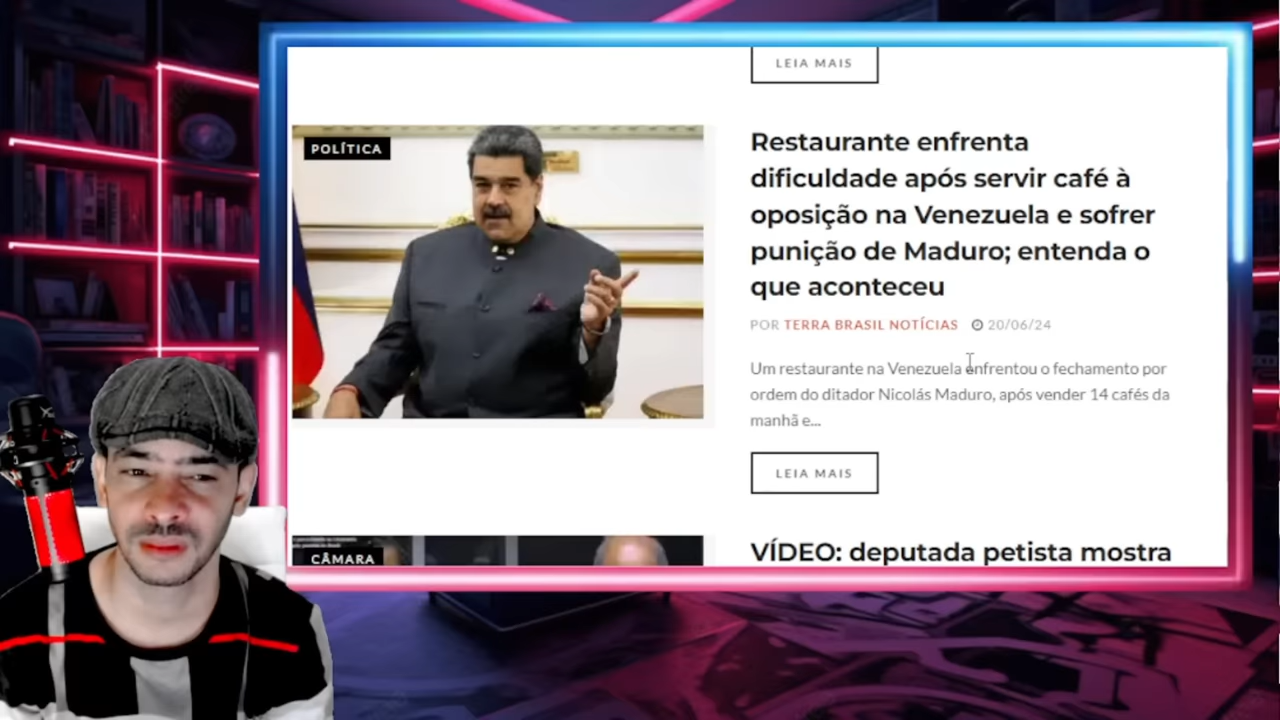 LEIA MAIS
POLÍTICA
Restaurante enfrenta
dificuldade após servir café à
oposição na Venezuela e sofrer
punição de Maduro; entenda o
que aconteceu
POR TERRA BRASIL NOTÍCIAS 20/06/24
Um restaurante na Venezuela enfrentou o fechamento por
ordem do ditador Nicolás Maduro, após vender 14 cafés da
manhã e...
LEIA MAIS
CÂMARA
VÍDEO: deputada petista mostra